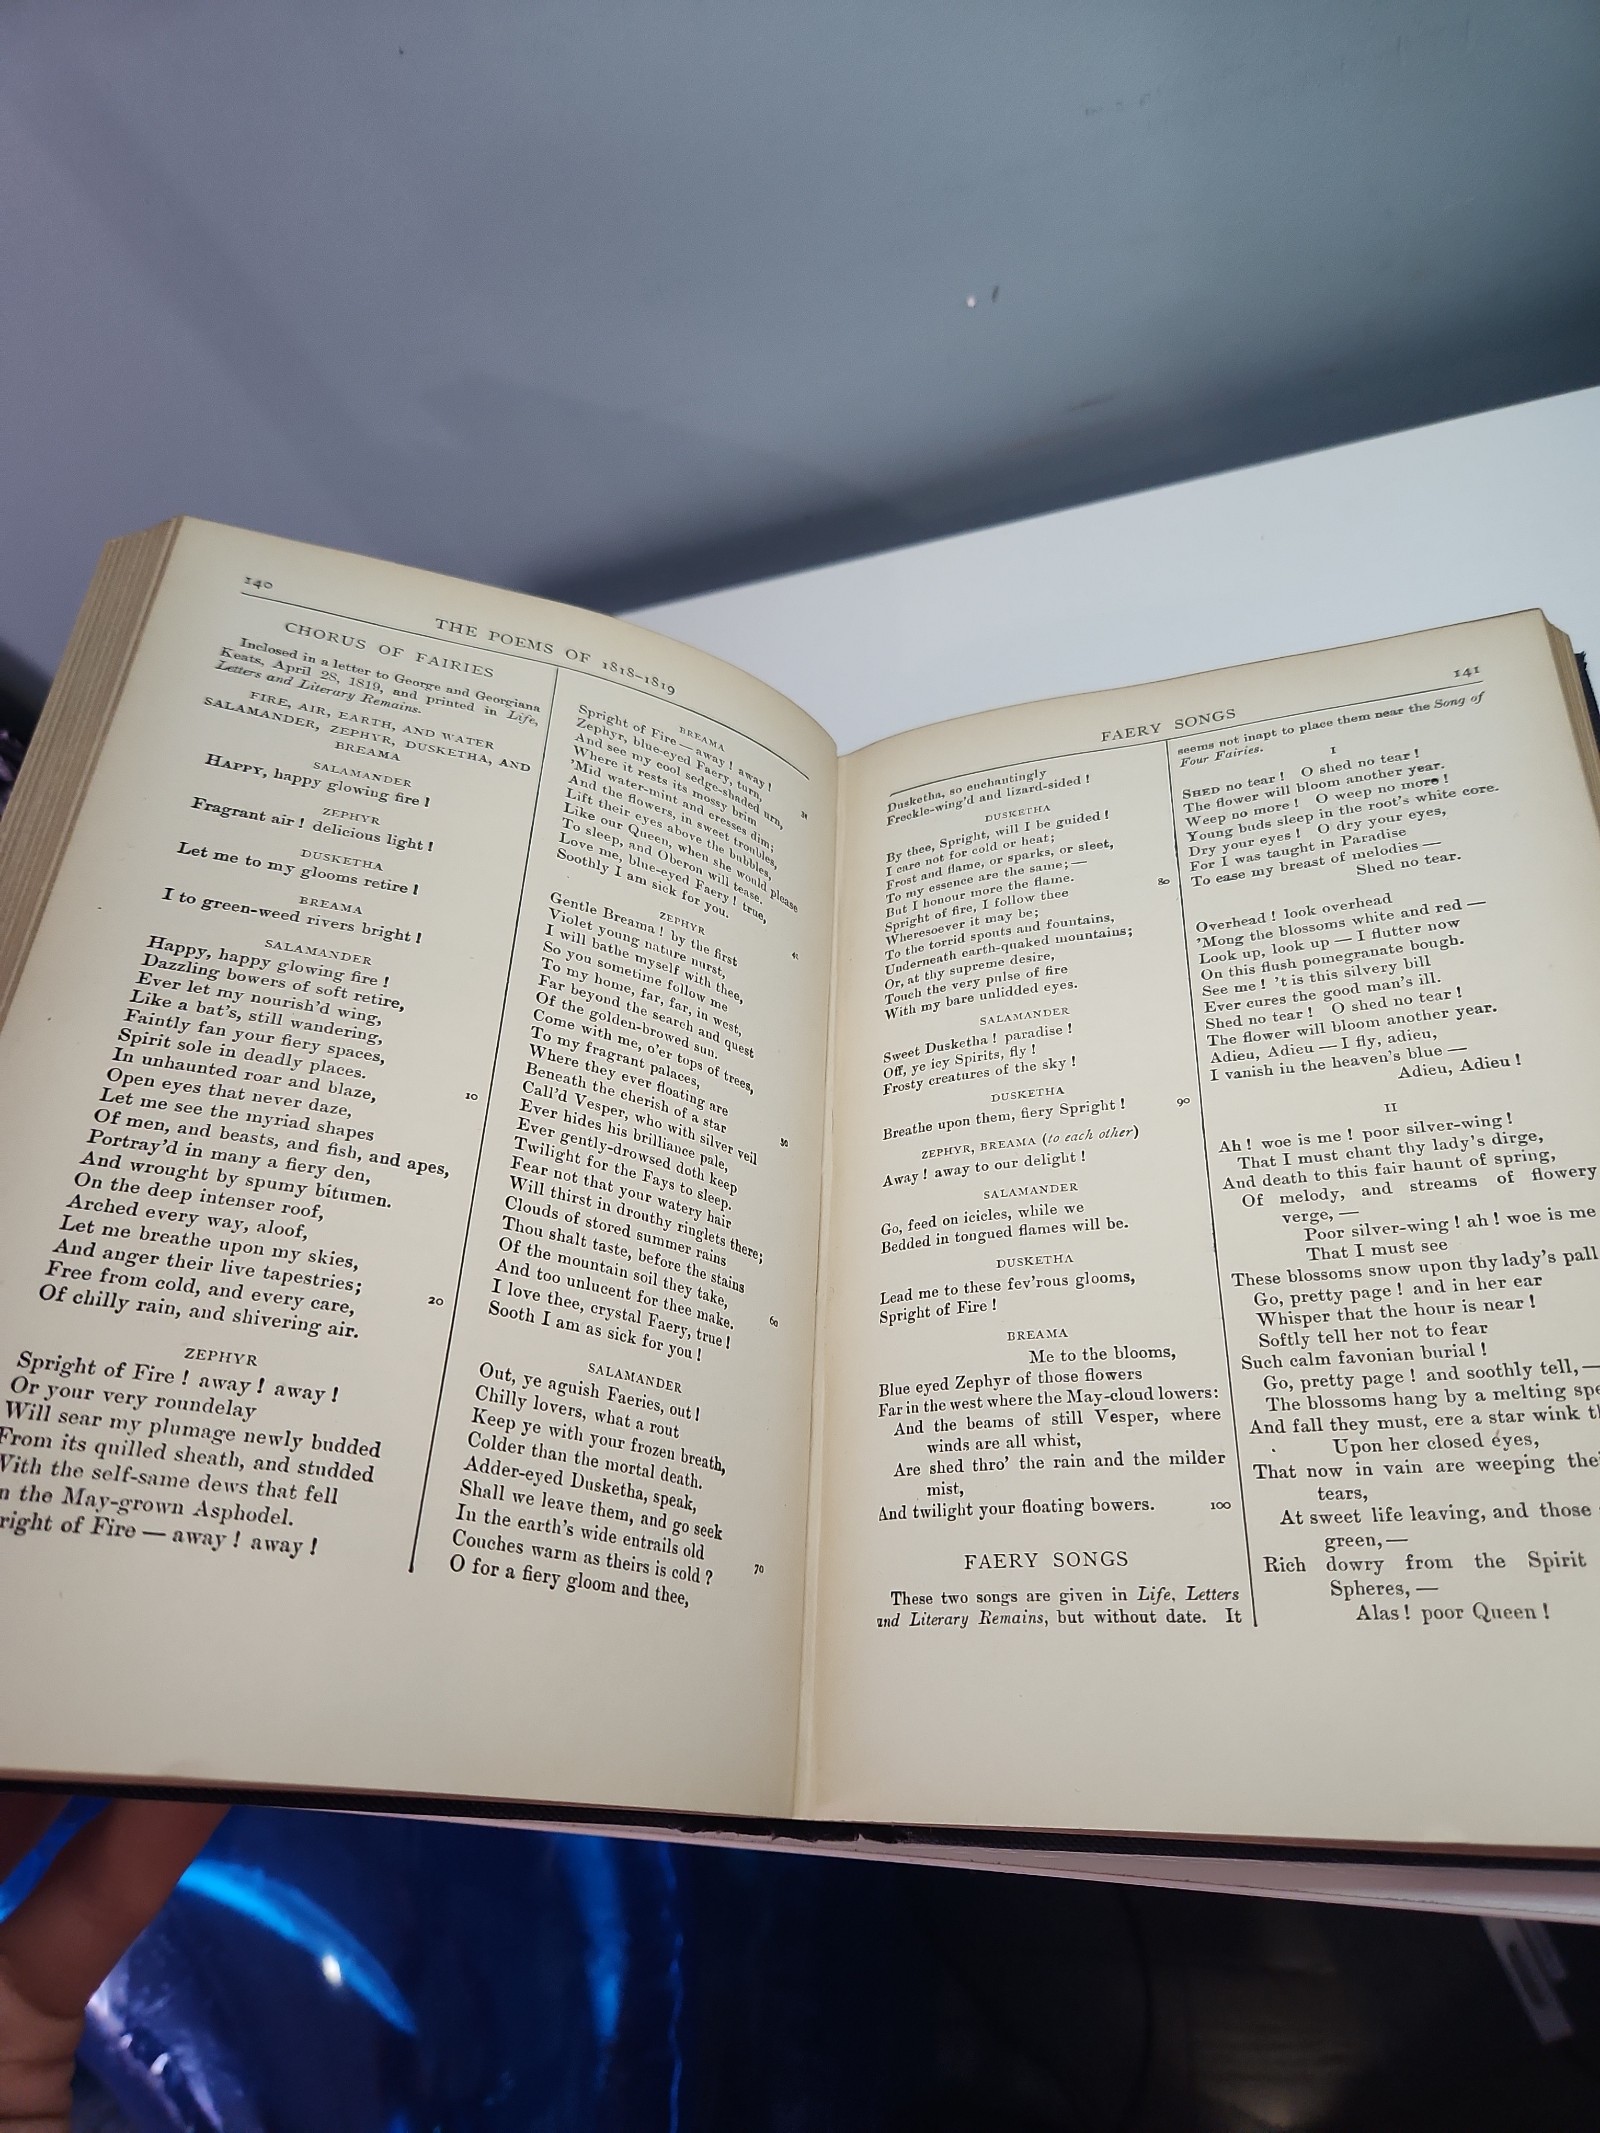 140
THE POEMS OF 1818–1819
CHORUS OF FAIRIES
Inclosed in a letter to George and Georgiana
Keats, April 28, 1819, and printed in Life,
Letters and Literary Remains.
FIRE, AIR, EARTH, AND WATER
SALAMANDER, ZEPHYR, DUSKETHA, AND
BREAMA
SALAMANDER
HAPPY, happy glowing fire !
ZEPHYR
Fragrant air ! delicious light !
DUSKETHA
Let me to my glooms retire !
BREAMA
I to green-weed rivers bright !
SALAMANDER
Happy, happy glowing fire !
Dazzling bowers of soft retire,
Ever let my nourish'd wing,
Like a bat's, still wandering,
Faintly fan your fiery spaces,
Spirit sole in deadly places.
In unhaunted roar and blaze,
Open eyes that never daze, 10
Let me see the myriad shapes
Of men, and beasts, and fish, and apes,
Portray'd in many a fiery den,
And wrought by spumy bitumen.
On the deep intenser roof,
Arched every way, aloof,
Let me breathe upon my skies,
And anger their live tapestries;
Free from cold, and every care,
Of chilly rain, and shivering air. 20
ZEPHYR
Spright of Fire ! away ! away !
Or your very roundelay
Will sear my plumage newly budded
From its quilled sheath, and studded
With the self-same dews that fell
n the May-grown Asphodel.
right of Fire — away ! away !
BREAMA
Spright of Fire — away ! away !
Zephyr, blue-eyed Faery, turn,
And see my cool sedge-shaded urn,
Where it rests its mossy brim
'Mid water-mint and cresses dim;
And the flowers, in sweet troubles,
Lift their eyes above the bubbles,
Like our Queen, when she would please
To sleep, and Oberon will tease.
Love me, blue-eyed Faery ! true,
Soothly I am sick for you.
ZEPHYR
Gentle Breama ! by the first
Violet young nature nurst,
I will bathe myself with thee,
So you sometime follow me
To my home, far, far, in west,
Far beyond the search and quest
Of the golden-browed sun.
Come with me, o'er tops of trees,
To my fragrant palaces,
Where they ever floating are
Beneath the cherish of a star
Call'd Vesper, who with silver veil 50
Ever hides his brilliance pale,
Ever gently-drowsed doth keep
Twilight for the Fays to sleep.
Fear not that your watery hair
Will thirst in drouthy ringlets there;
Clouds of stored summer rains
Thou shalt taste, before the stains
Of the mountain soil they take,
And too unlucent for thee make.
I love thee, crystal Faery, true ! 60
Sooth I am as sick for you !
SALAMANDER
Out, ye aguish Faeries, out !
Chilly lovers, what a rout
Keep ye with your frozen breath,
Colder than the mortal death.
Adder-eyed Dusketha, speak,
Shall we leave them, and go seek
In the earth's wide entrails old
Couches warm as theirs is cold ?
O for a fiery gloom and thee, 70
FAERY SONGS
141
Dusketha, so enchantingly
Freckle-wing'd and lizard-sided !
DUSKETHA
By thee, Spright, will I be guided !
I care not for cold or heat;
Frost and flame, or sparks, or sleet,
To my essence are the same; —
But I honour more the flame.
Spright of fire, I follow thee
Wheresoever it may be;
To the torrid spouts and fountains, 80
Underneath earth-quaked mountains;
Or, at thy supreme desire,
Touch the very pulse of fire
With my bare unlidded eyes.
SALAMANDER
Sweet Dusketha ! paradise !
Off, ye icy Spirits, fly !
Frosty creatures of the sky !
DUSKETHA
Breathe upon them, fiery Spright !
ZEPHYR, BREAMA (to each other)
Away ! away to our delight ! 90
SALAMANDER
Go, feed on icicles, while we
Bedded in tongued flames will be.
DUSKETHA
Lead me to these fev'rous glooms,
Spright of Fire !
BREAMA
Me to the blooms,
Blue eyed Zephyr of those flowers
Far in the west where the May-cloud lowers:
And the beams of still Vesper, where
winds are all whist,
Are shed thro' the rain and the milder
mist,
And twilight your floating bowers. 100
FAERY SONGS
These two songs are given in Life, Letters
and Literary Remains, but without date. It
seems not inapt to place them near the Song of
Four Fairies.
I
SHED no tear ! O shed no tear !
The flower will bloom another year.
Weep no more ! O weep no more !
Young buds sleep in the root's white core.
Dry your eyes ! O dry your eyes,
For I was taught in Paradise
To ease my breast of melodies —
Shed no tear.
Overhead ! look overhead
'Mong the blossoms white and red —
Look up, look up — I flutter now
On this flush pomegranate bough.
See me ! 't is this silvery bill
Ever cures the good man's ill.
Shed no tear ! O shed no tear !
The flower will bloom another year.
Adieu, Adieu — I fly, adieu,
I vanish in the heaven's blue —
Adieu, Adieu !
II
Ah ! woe is me ! poor silver-wing !
That I must chant thy lady's dirge,
And death to this fair haunt of spring,
Of melody, and streams of flowery
verge, —
Poor silver-wing ! ah ! woe is me
That I must see
These blossoms snow upon thy lady's pall
Go, pretty page ! and in her ear
Whisper that the hour is near !
Softly tell her not to fear
Such calm favonian burial !
Go, pretty page ! and soothly tell, —
The blossoms hang by a melting spe
And fall they must, ere a star wink th
Upon her closed eyes,
That now in vain are weeping the
tears,
At sweet life leaving, and those
green, —
Rich dowry from the Spirit
Spheres, —
Alas ! poor Queen !